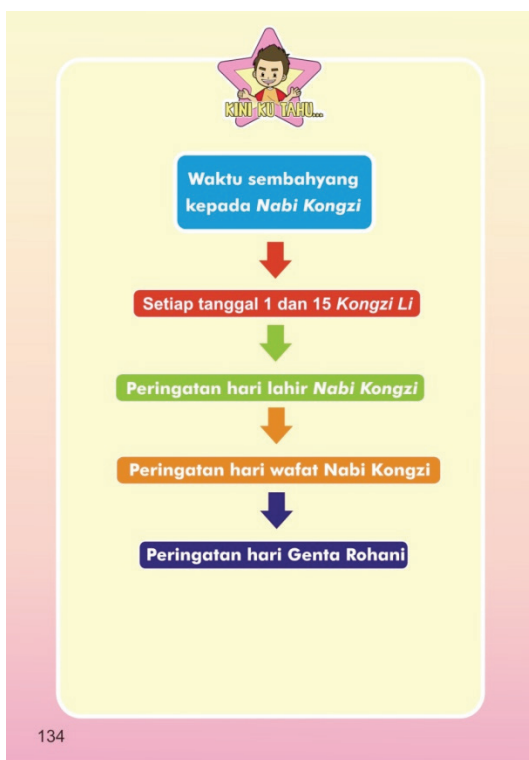 KINI KU TAHU...
Waktu sembahyang
kepada Nabi Kongzi
Setiap tanggal 1 dan 15 Kongzi Li
Peringatan hari lahir Nabi Kongzi
Peringatan hari wafat Nabi Kongzi
Peringatan hari Genta Rohani
134